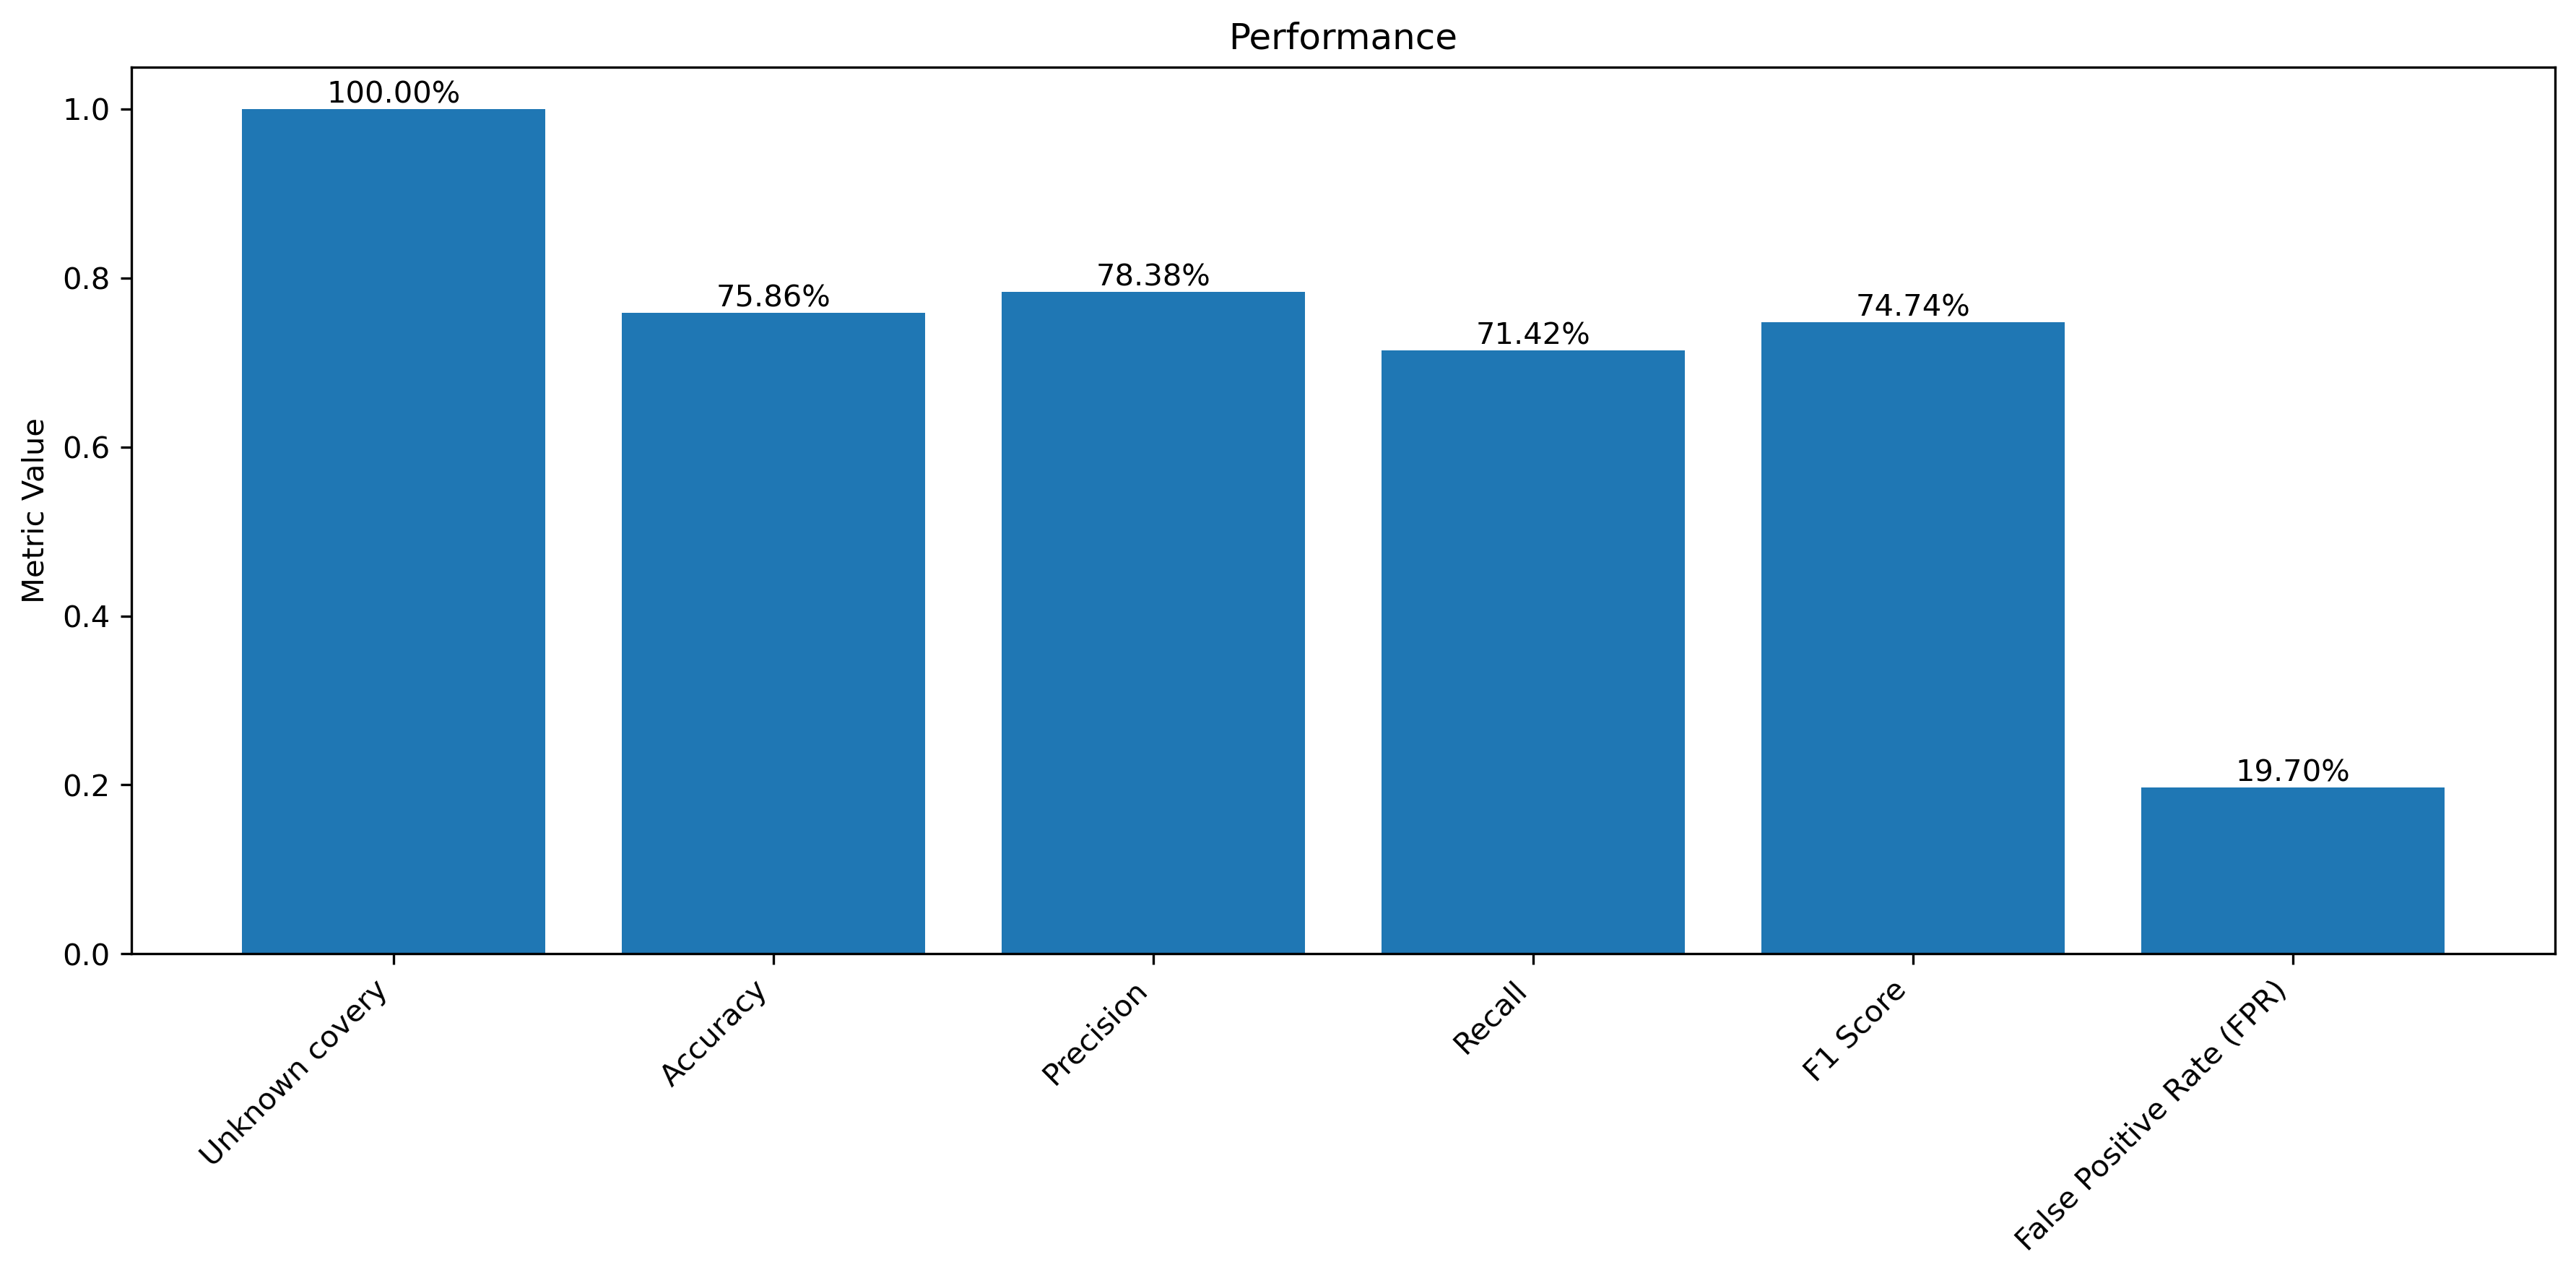 Performance
Metric Value
1.0
0.8
0.6
0.4
0.2
0.0
100.00%
75.86%
78.38%
71.42%
74.74%
19.70%
Unknown covery
Accuracy
Precision
Recall
F1 Score
False Positive Rate (FPR)